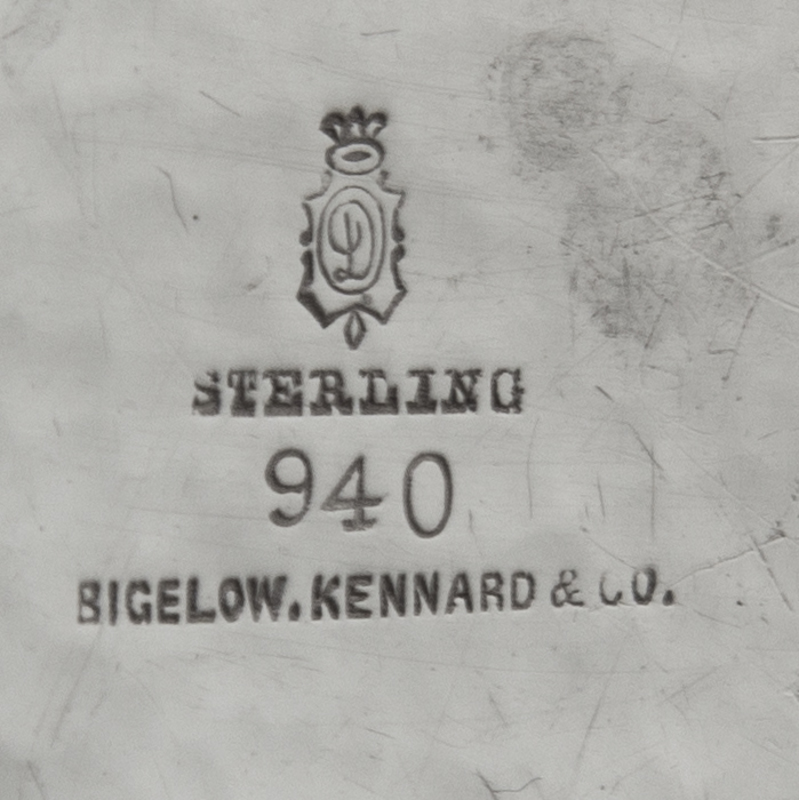 STERLING
940
BIGELOW. KENNARD & CO.